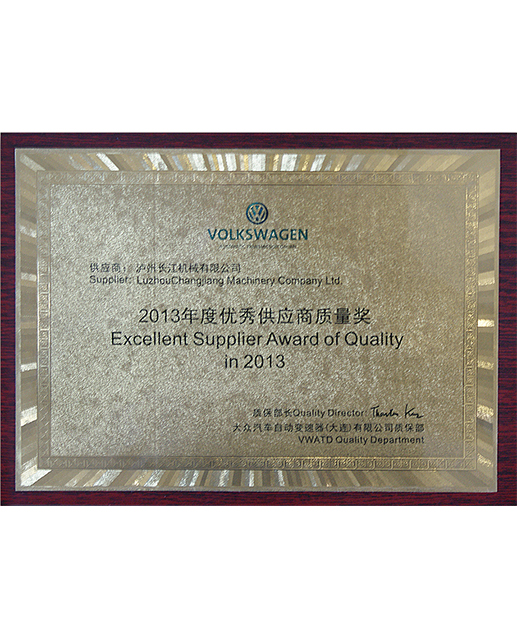 VOLKSWAGEN
供应商：泸州长江机械有限公司
Supplier: LuzhouChangjiang Machinery Company Ltd.
2013年度优秀供应商质量奖
Excellent Supplier Award of Quality
in 2013
质保部长Quality Director:
大众汽车自动变速器(大连)有限公司质保部
VWATD Quality Department